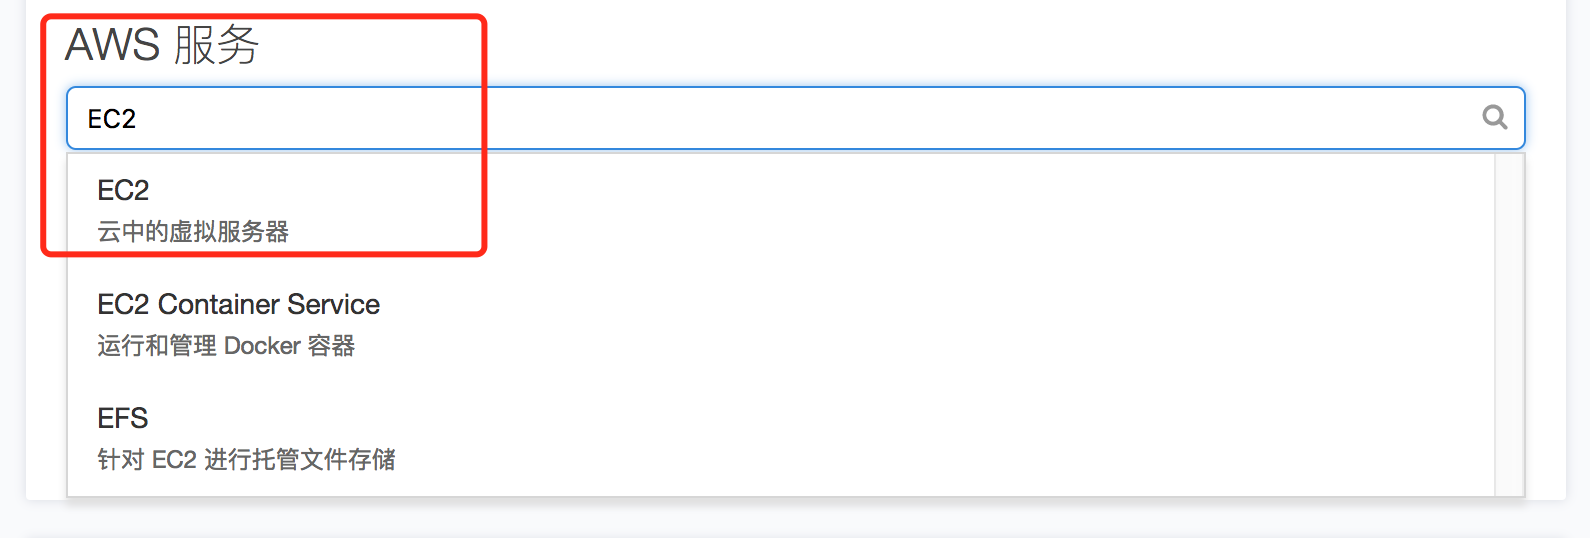 AWS 服务
EC2
EC2
云中的虚拟服务器
EC2 Container Service
运行和管理 Docker 容器
EFS
针对 EC2 进行托管文件存储